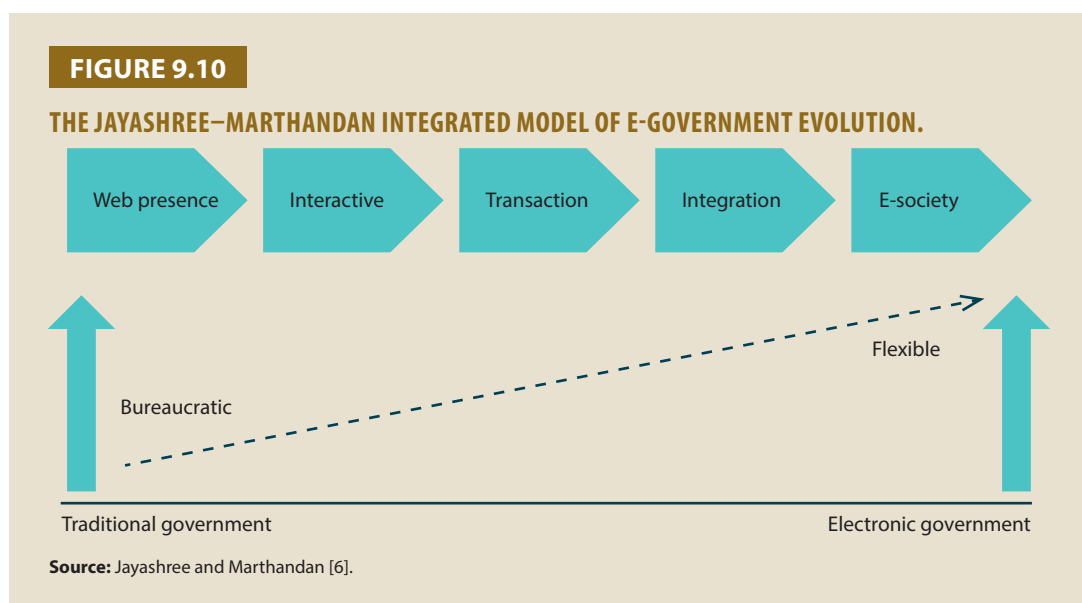 FIGURE 9.10
THE JAYASHREE–MARTHANDAN INTEGRATED MODEL OF E-GOVERNMENT EVOLUTION.
Web presence
Interactive
Transaction
Integration
E-society
Flexible
Bureaucratic
Traditional government
Electronic government
Source: Jayashree and Marthandan [6].